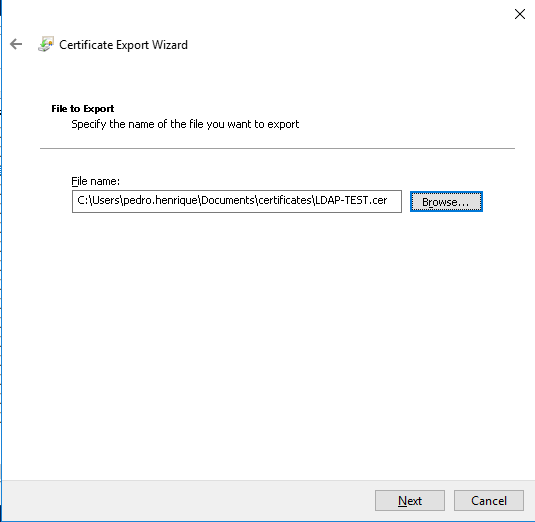 Certificate Export Wizard
File to Export
Specify the name of the file you want to export
File name:
C:\Users\pedro.henrique\Documents\certificates\LDAP-TEST.cer
Browse...
Next
Cancel